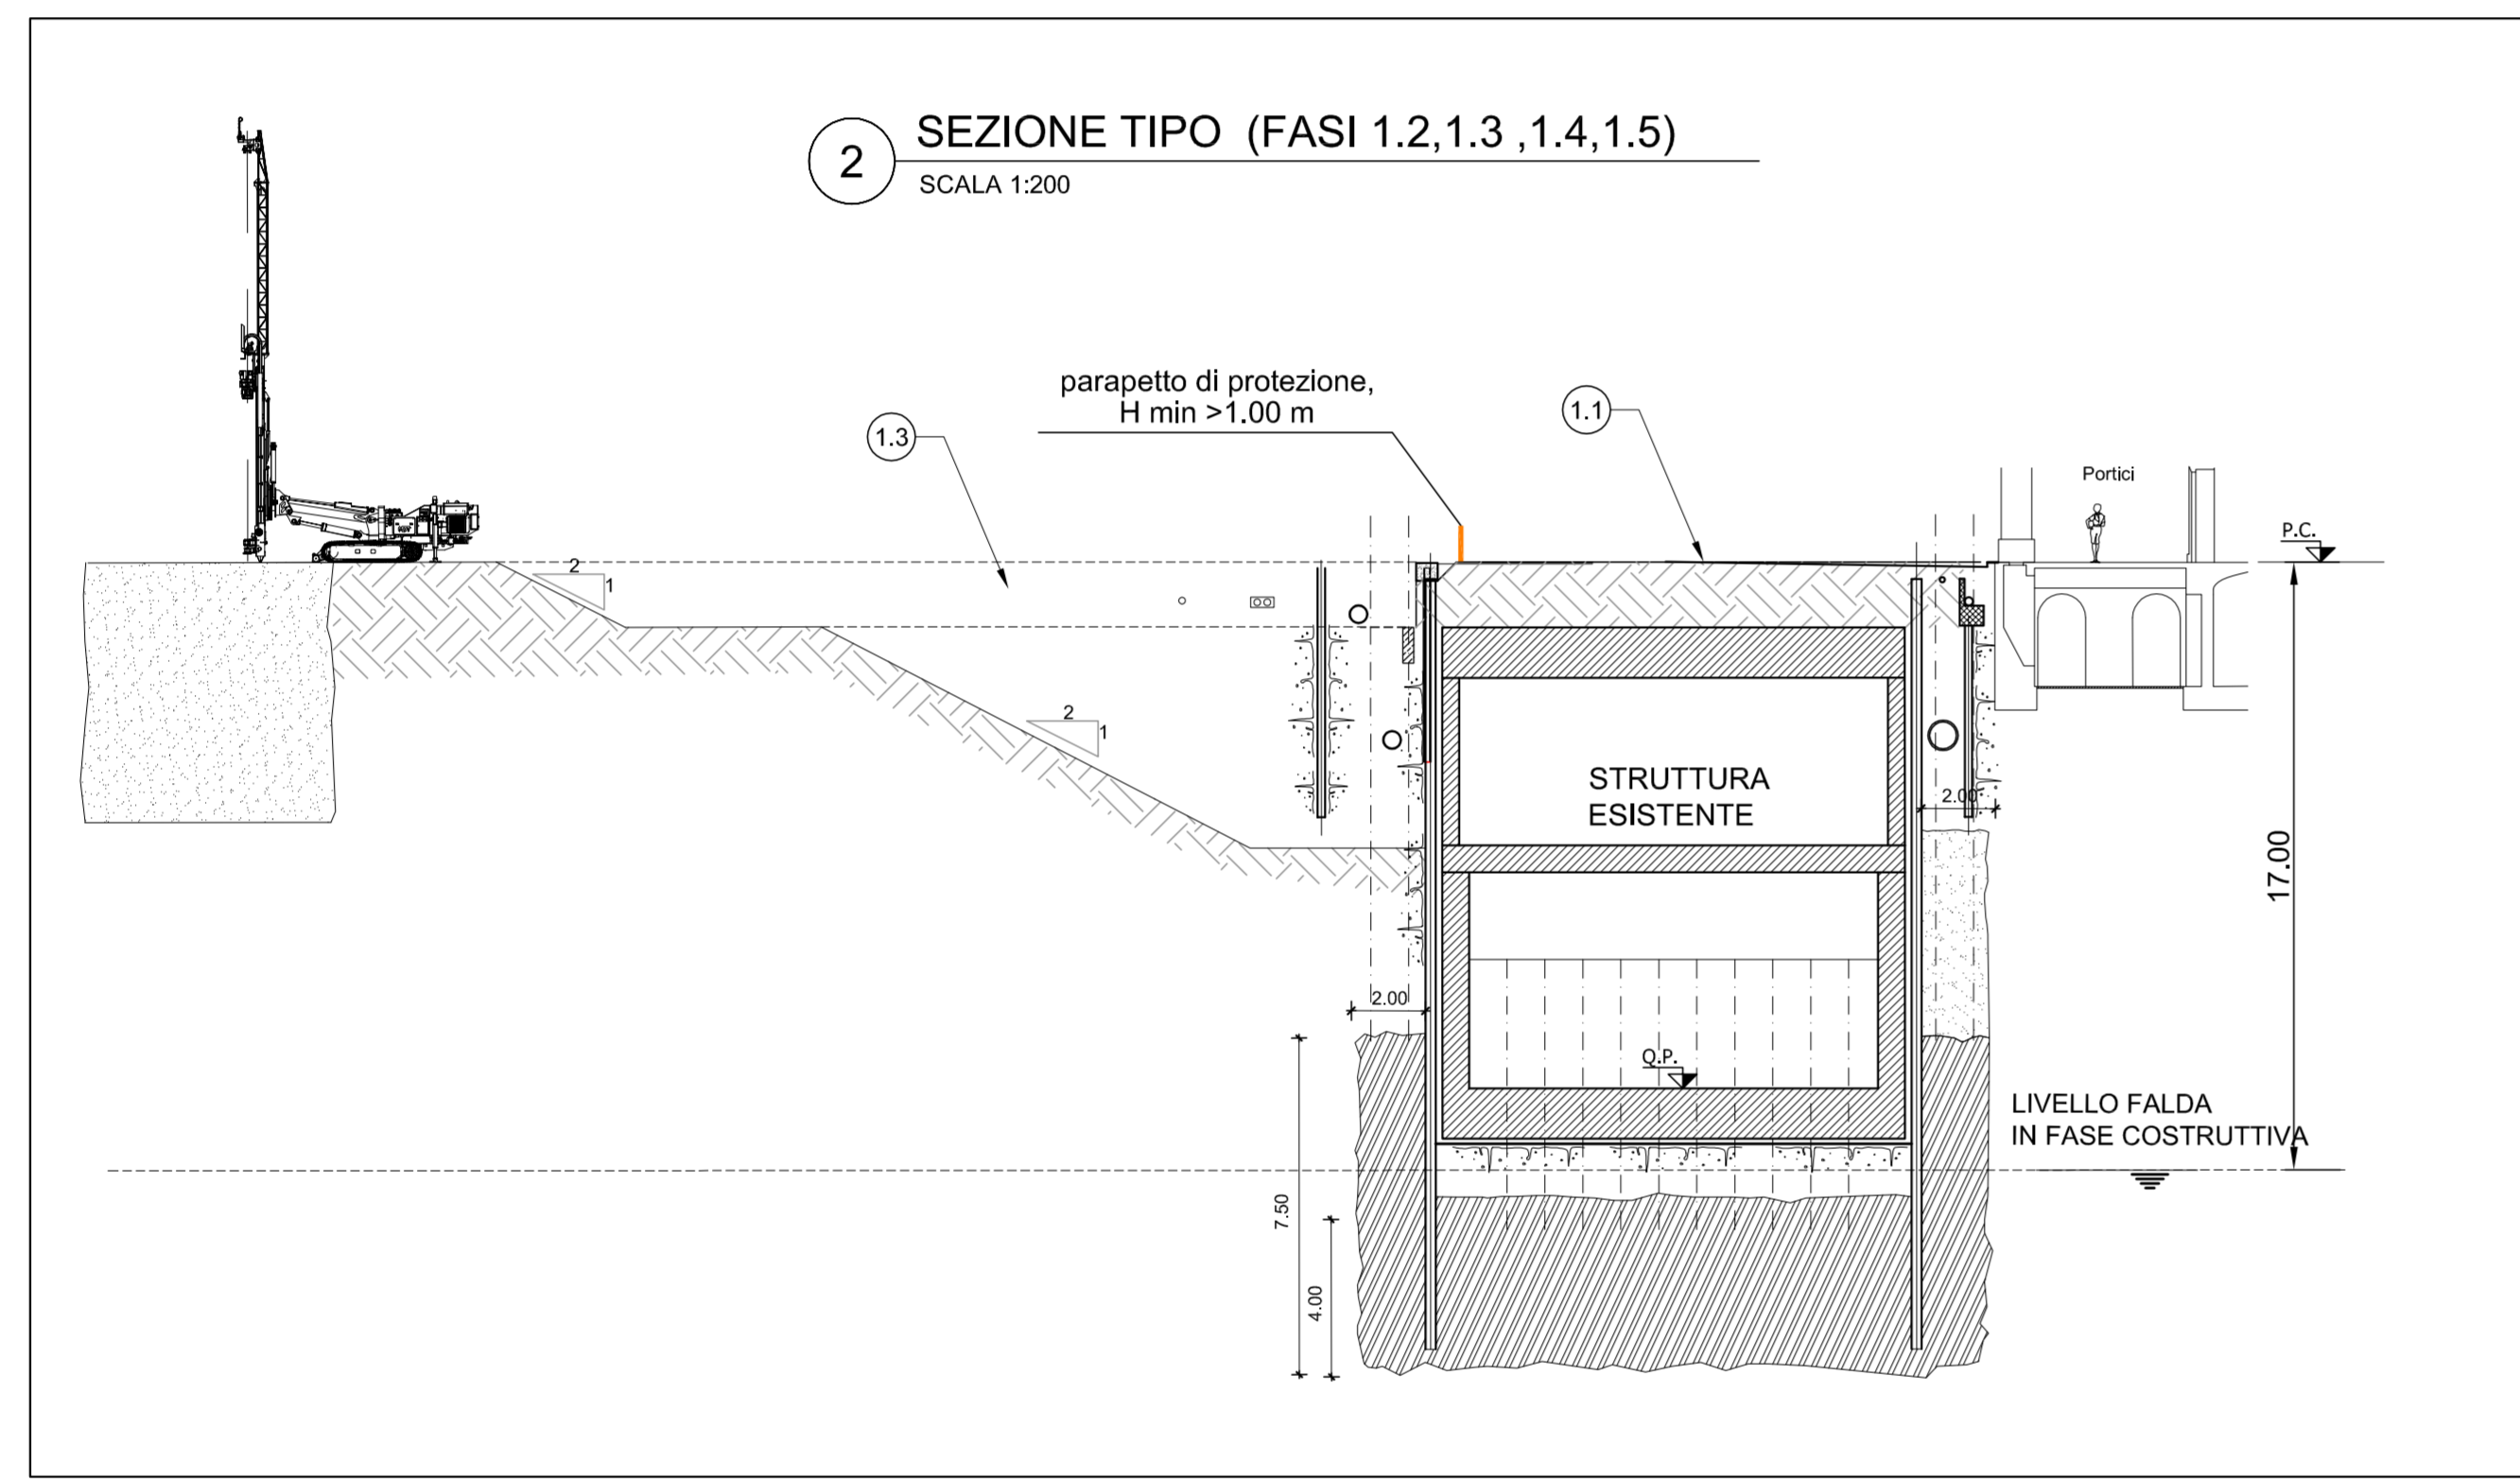 2
SEZIONE TIPO (FASI 1.2,1.3 ,1.4,1.5)
SCALA 1:200
parapetto di protezione,
H min >1.00 m
1.3
1.1
Portici
P.C.
2
1
2
1
STRUTTURA
ESISTENTE
2.00
17.00
2.00
Q.P.
LIVELLO FALDA
IN FASE COSTRUTTIVA
7.50
4.00